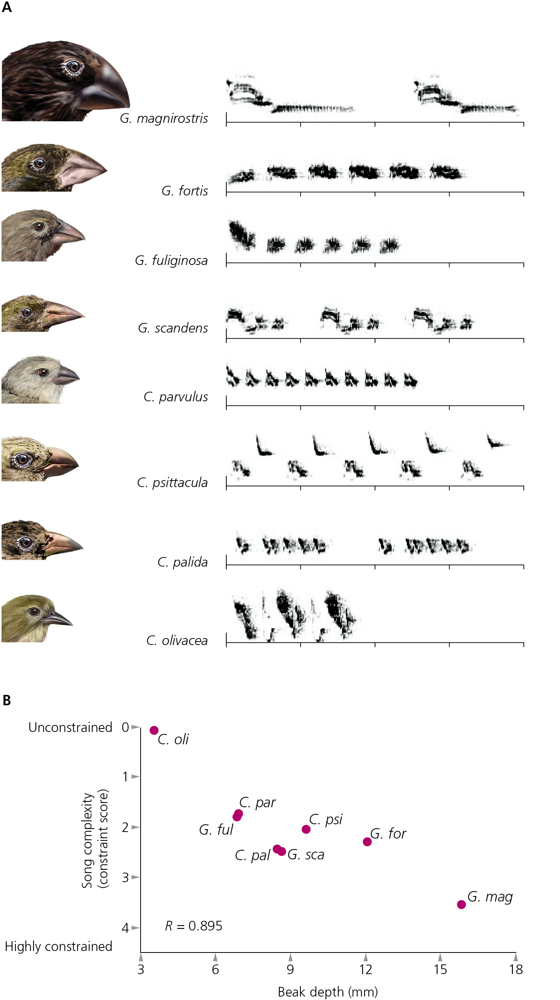 A
G. magnirostris
G. fortis
G. fuliginosa
G. scandens
C. parvulus
C. psittacula
C. palida
C. olivacea
B
Unconstrained
0
C. oli
1
C. par
2
C. psi
G. ful
G. for
C. pal
G. sca
Song complexity
(constraint score)
3
G. mag
R = 0.895
4
Highly constrained
3 6 9 12 15 18
Beak depth (mm)